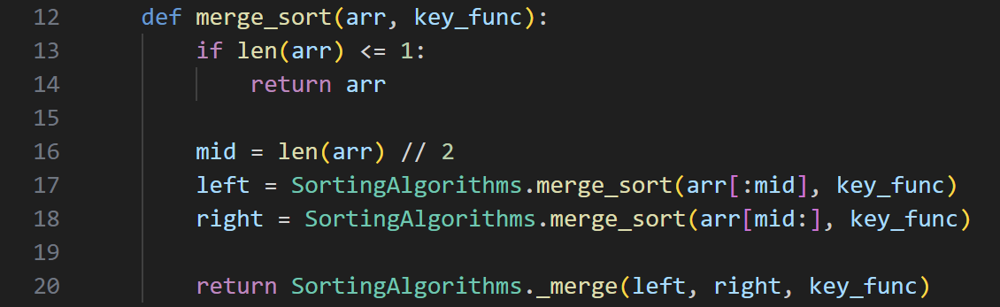 12 def merge_sort(arr, key_func):
13 if len(arr) <= 1:
14 return arr
15
16 mid = len(arr) // 2
17 left = SortingAlgorithms.merge_sort(arr[:mid], key_func)
18 right = SortingAlgorithms.merge_sort(arr[mid:], key_func)
19
20 return SortingAlgorithms._merge(left, right, key_func)